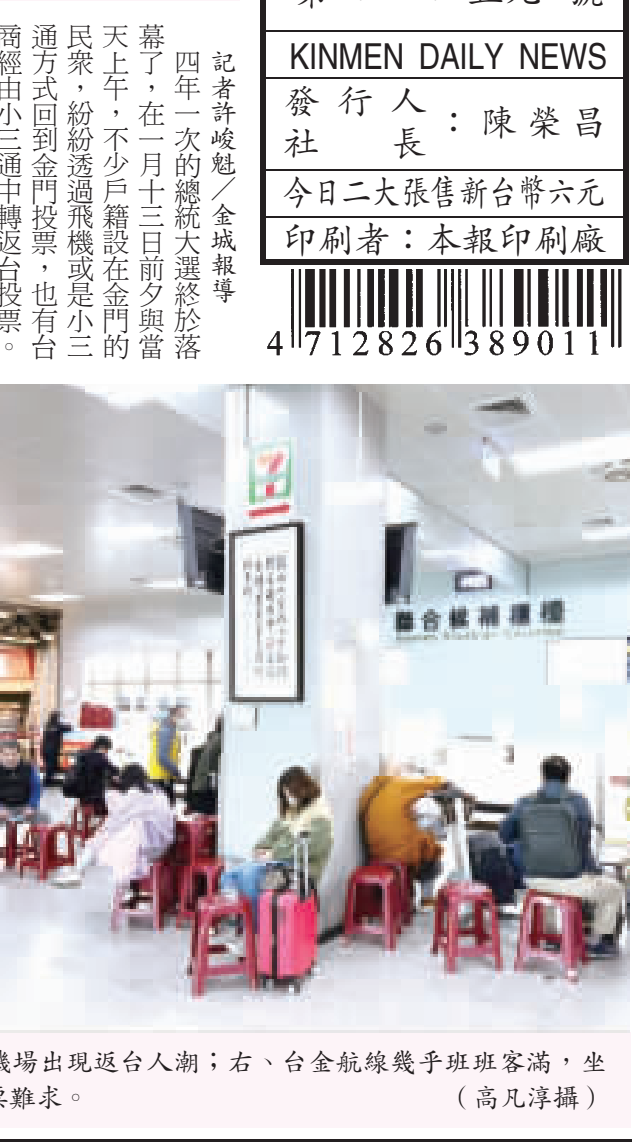 KINMEN DAILY NEWS
發行人
社長：陳榮昌
今日二大張售新台幣六元
印刷者：本報印刷廠
4 712826 389011
記者許峻魁╱金城報導
四年一次的總統大選終於落
幕了，在一月十三日前夕與當
天上午，不少戶籍設在金門的
民衆，紛紛透過飛機或是小三
通方式回到金門投票，也有台
商經由小三通中轉返台投票。
聯合候補櫃檯
機場出現返台人潮；右、台金航線幾乎班班客滿，坐
票難求。（高凡淳攝）